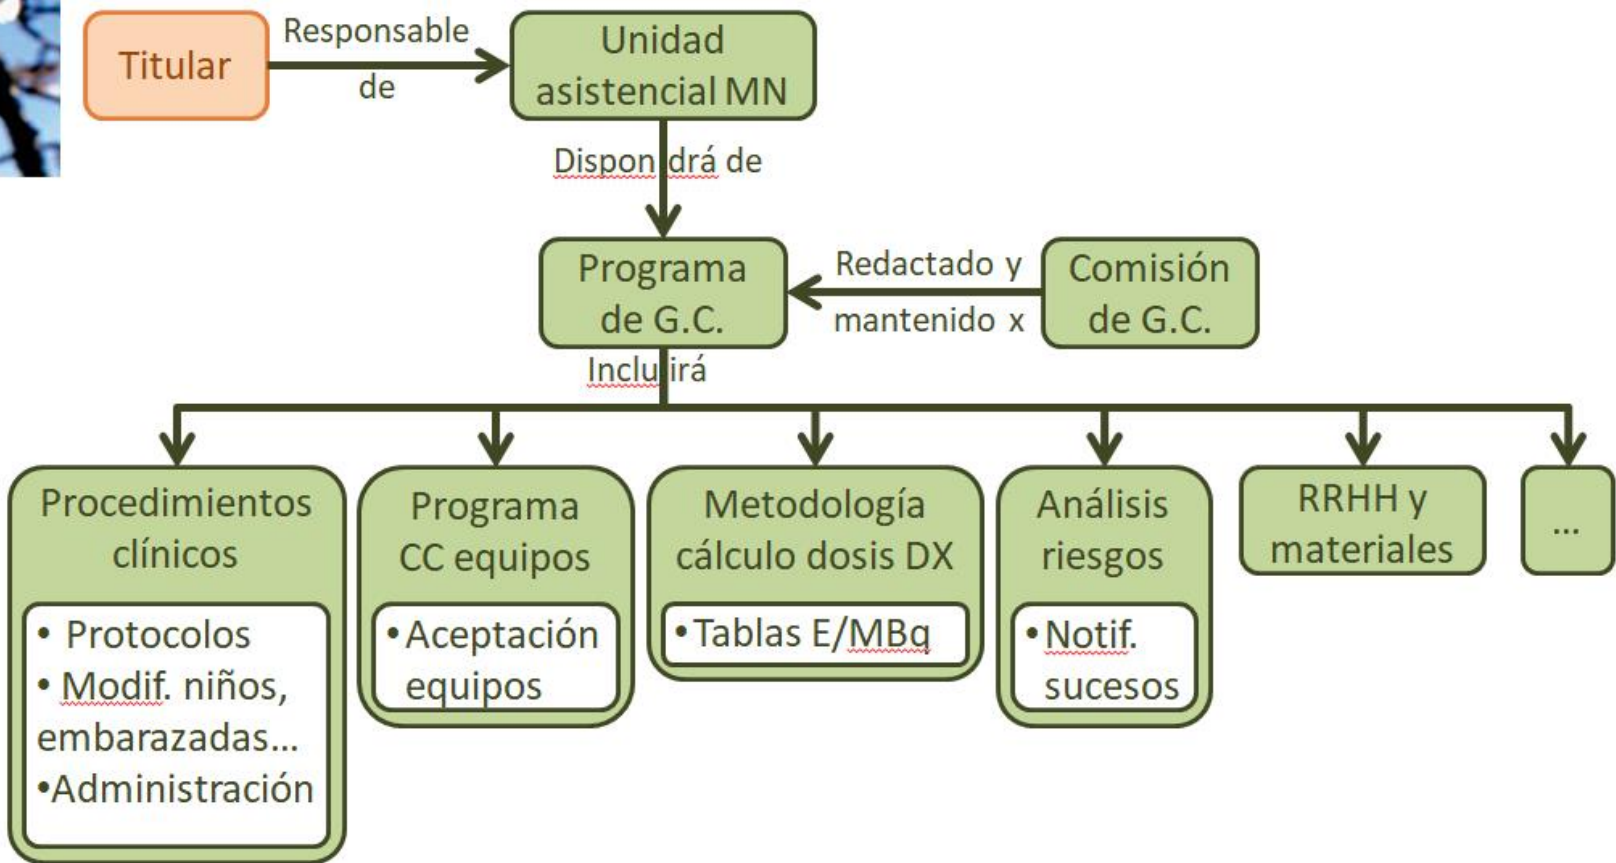 Titular
Responsable
de
Unidad
asistencial MN
Dispondrá de
Programa
de G.C.
Redactado y
mantenido x
Comisión
de G.C.
Incluirá
Procedimientos
clínicos
• Protocolos
• Modif. niños,
embarazadas...
•Administración
Programa
CC equipos
•Aceptación
equipos
Metodología
cálculo dosis DX
•Tablas E/MBq
Análisis
riesgos
•Notif.
sucesos
RRHH y
materiales
...